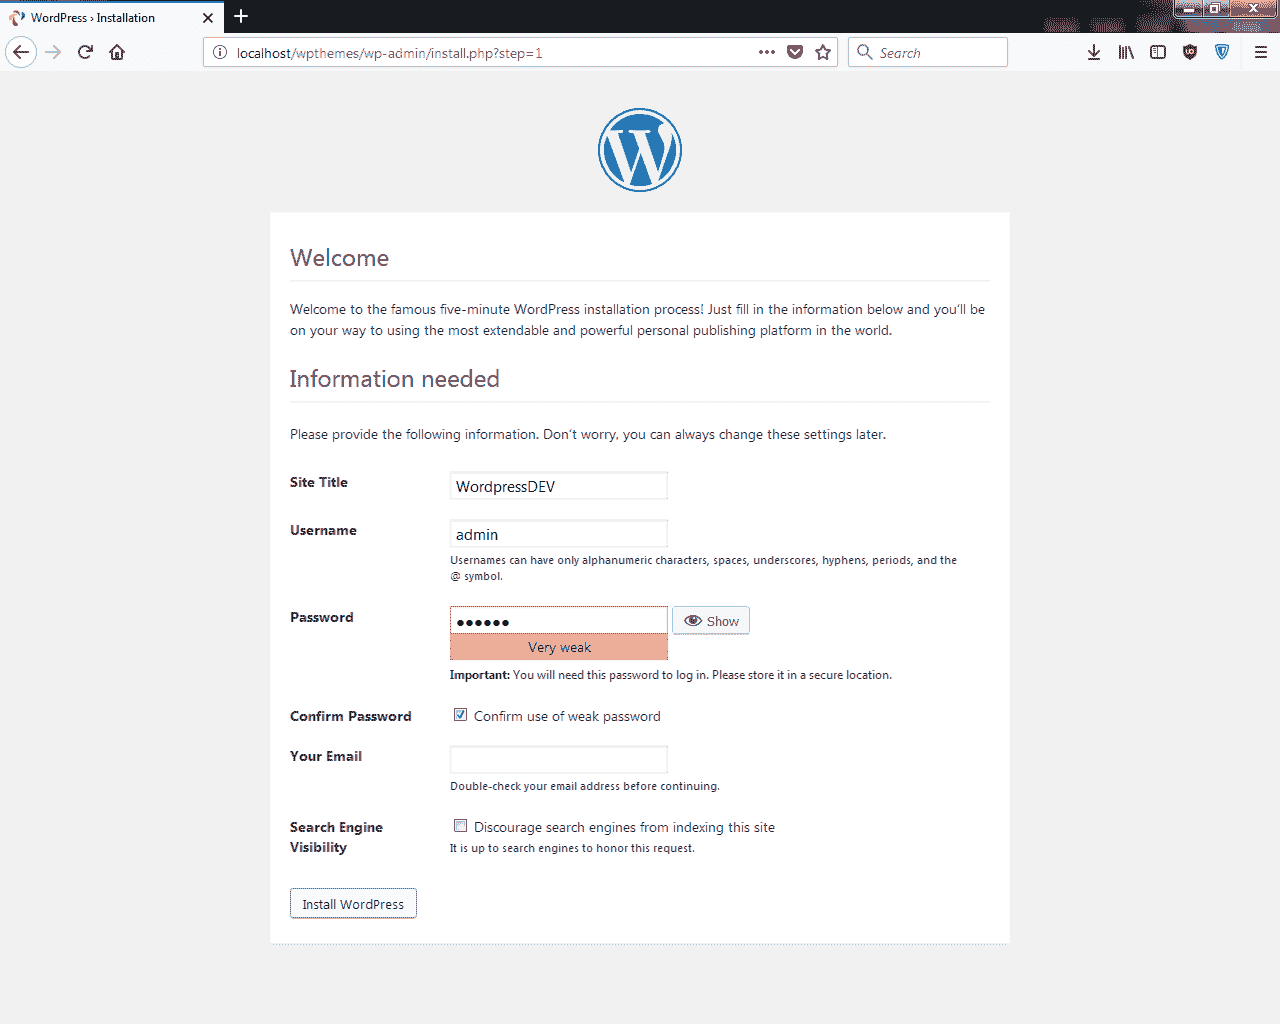 WordPress › Installation
localhost/wpthemes/wp-admin/install.php?step=1
Search
Welcome
Welcome to the famous five-minute WordPress installation process! Just fill in the information below and you’ll be
on your way to using the most extendable and powerful personal publishing platform in the world.
Information needed
Please provide the following information. Don’t worry, you can always change these settings later.
Site Title
WordpressDEV
Username
admin
Usernames can have only alphanumeric characters, spaces, underscores, hyphens, periods, and the
@ symbol.
Password
●●●●●●
Show
Very weak
Important: You will need this password to log in. Please store it in a secure location.
Confirm Password
Confirm use of weak password
Your Email
Double-check your email address before continuing.
Search Engine
Visibility
Discourage search engines from indexing this site
It is up to search engines to honor this request.
Install WordPress